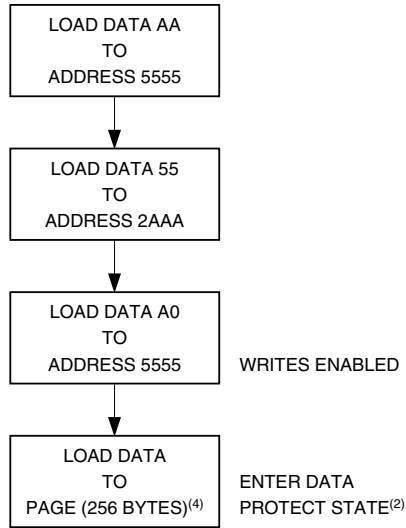 LOAD DATA AA
TO
ADDRESS 5555
LOAD DATA 55
TO
ADDRESS 2AAA
LOAD DATA A0
TO
ADDRESS 5555
WRITES ENABLED
LOAD DATA
TO
PAGE (256 BYTES)(4)
ENTER DATA
PROTECT STATE(2)